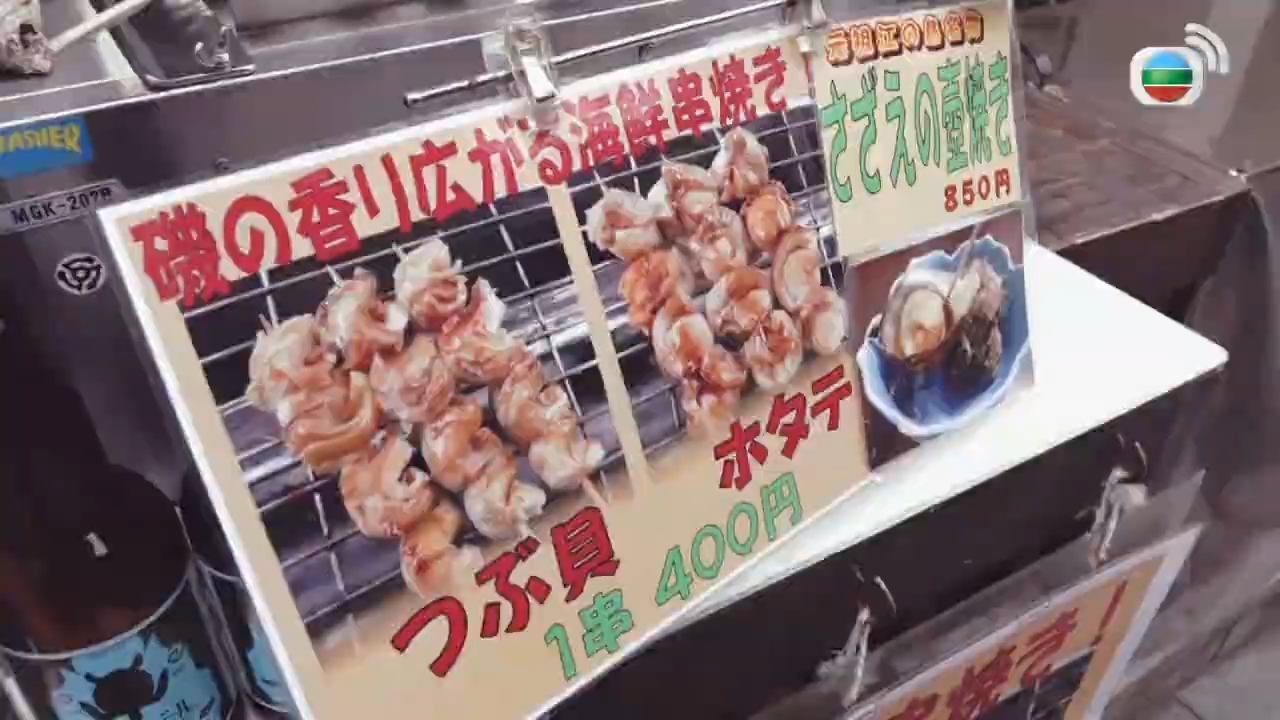 磯の香り広がる海鮮串焼き
つぶ貝
ホタテ
1串 400円
元祖江の島名物
さざえの壺焼き
850円
MGK-207R
串焼き!